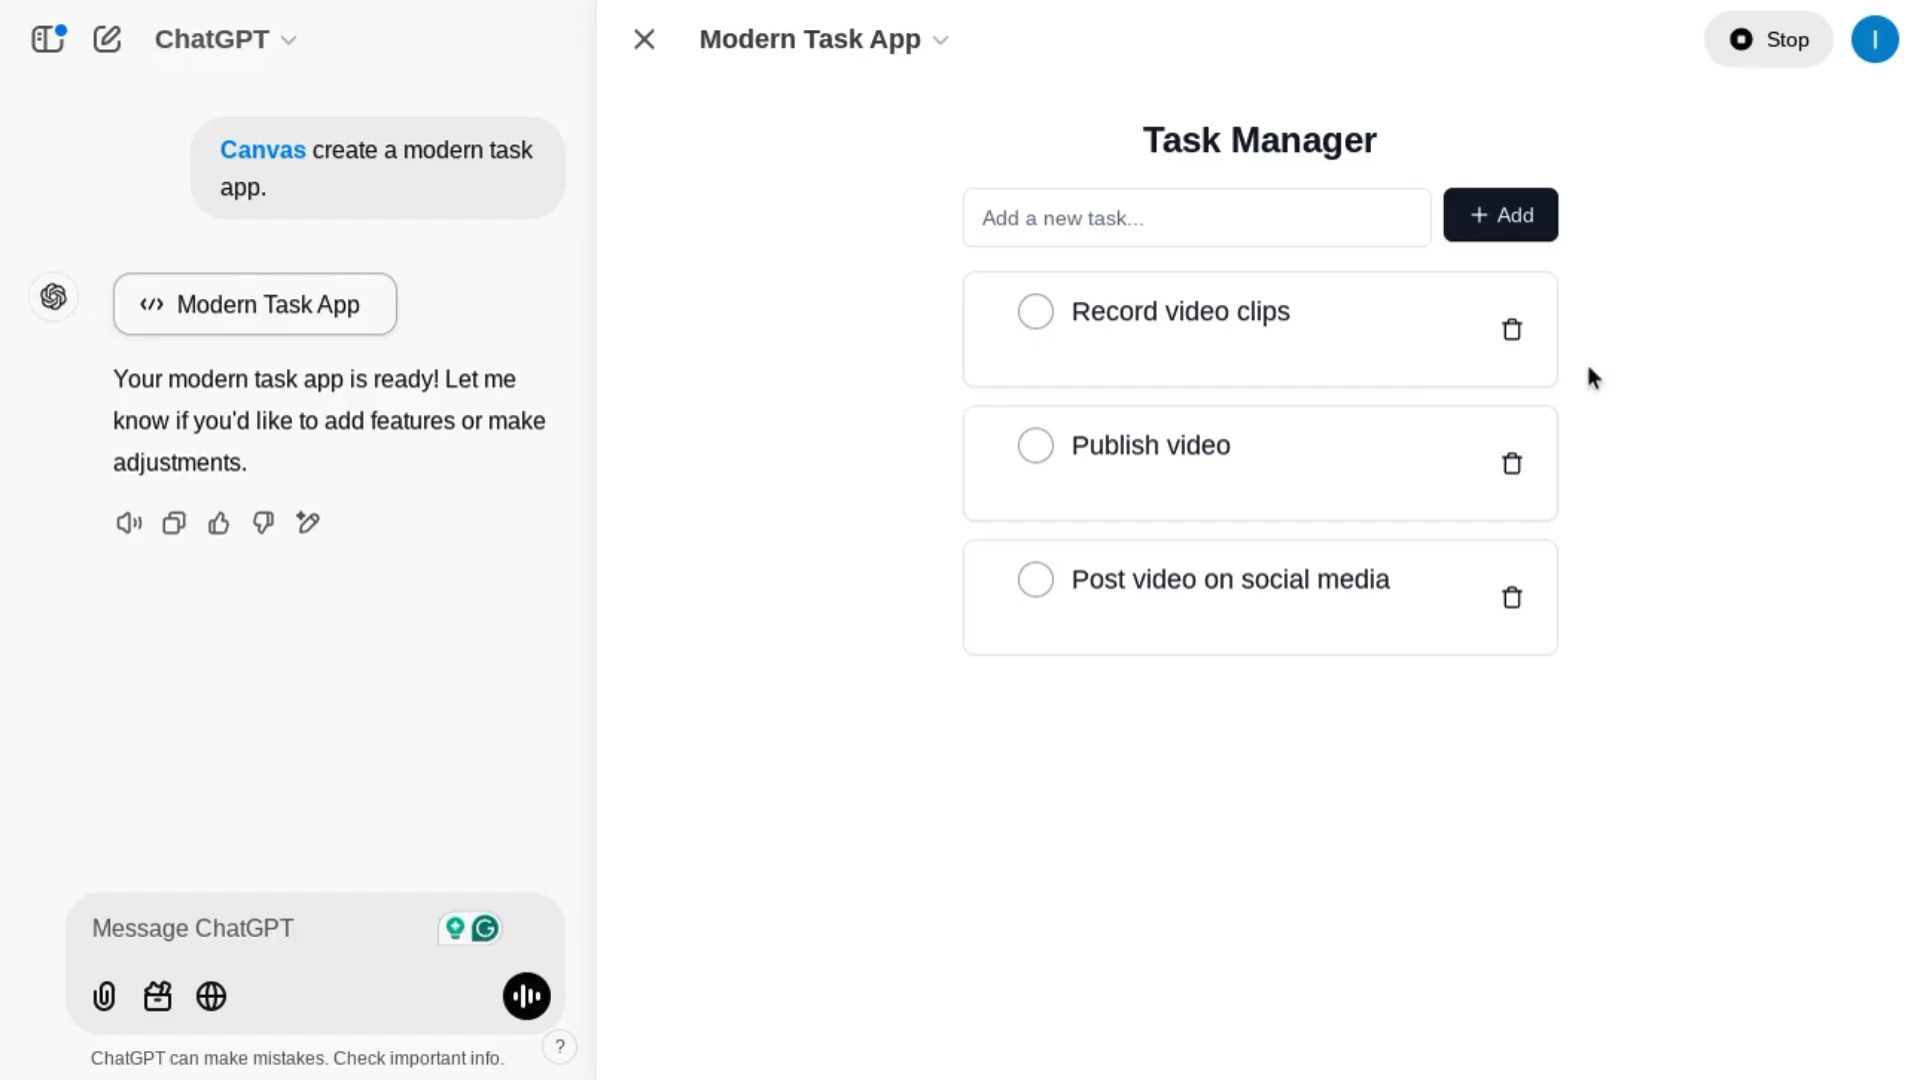 ChatGPT
Canvas create a modern task
app.
Modern Task App
Your modern task app is ready! Let me
know if you'd like to add features or make
adjustments.
Message ChatGPT
ChatGPT can make mistakes. Check important info.
?
Modern Task App
Stop
I
Task Manager
Add a new task...
+ Add
Record video clips
Publish video
Post video on social media